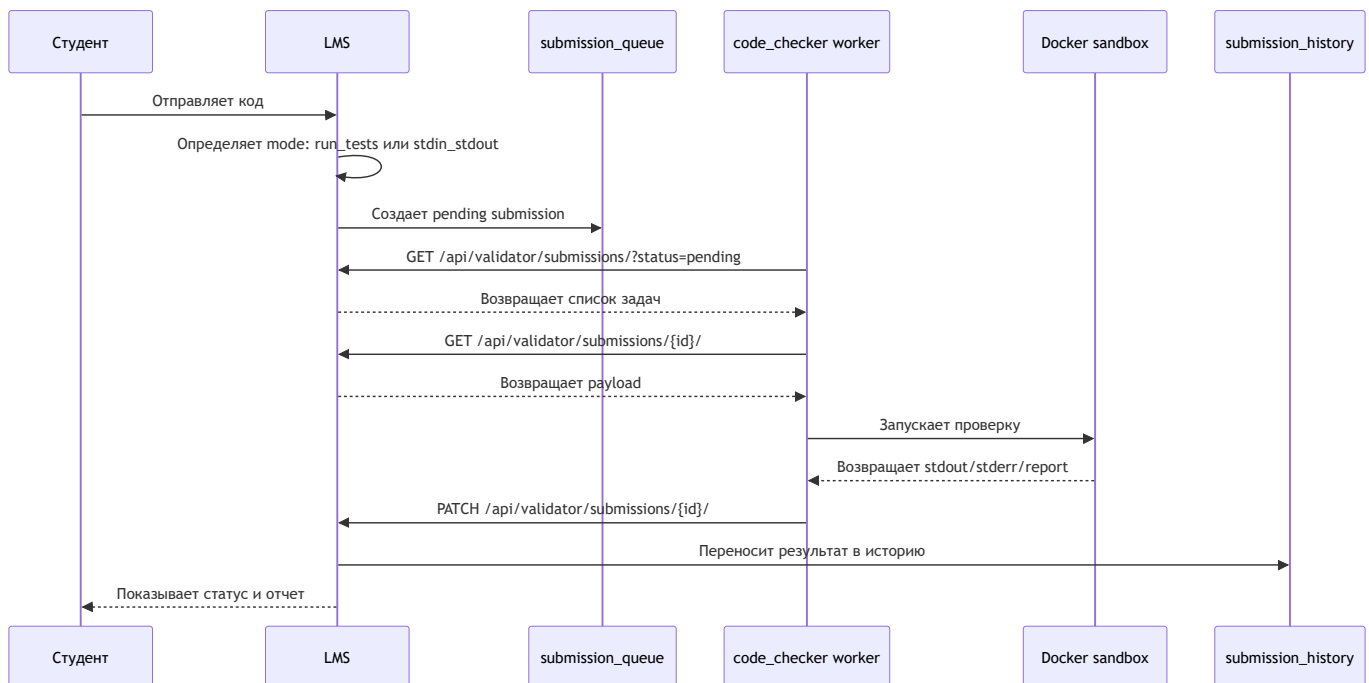 Студент
LMS
submission_queue
code_checker worker
Docker sandbox
submission_history
Отправляет код
Определяет mode: run_tests или stdin_stdout
Создает pending submission
GET /api/validator/submissions/?status=pending
Возвращает список задач
GET /api/validator/submissions/{id}/
Возвращает payload
Запускает проверку
Возвращает stdout/stderr/report
PATCH /api/validator/submissions/{id}/
Переносит результат в историю
Показывает статус и отчет
Студент
LMS
submission_queue
code_checker worker
Docker sandbox
submission_history